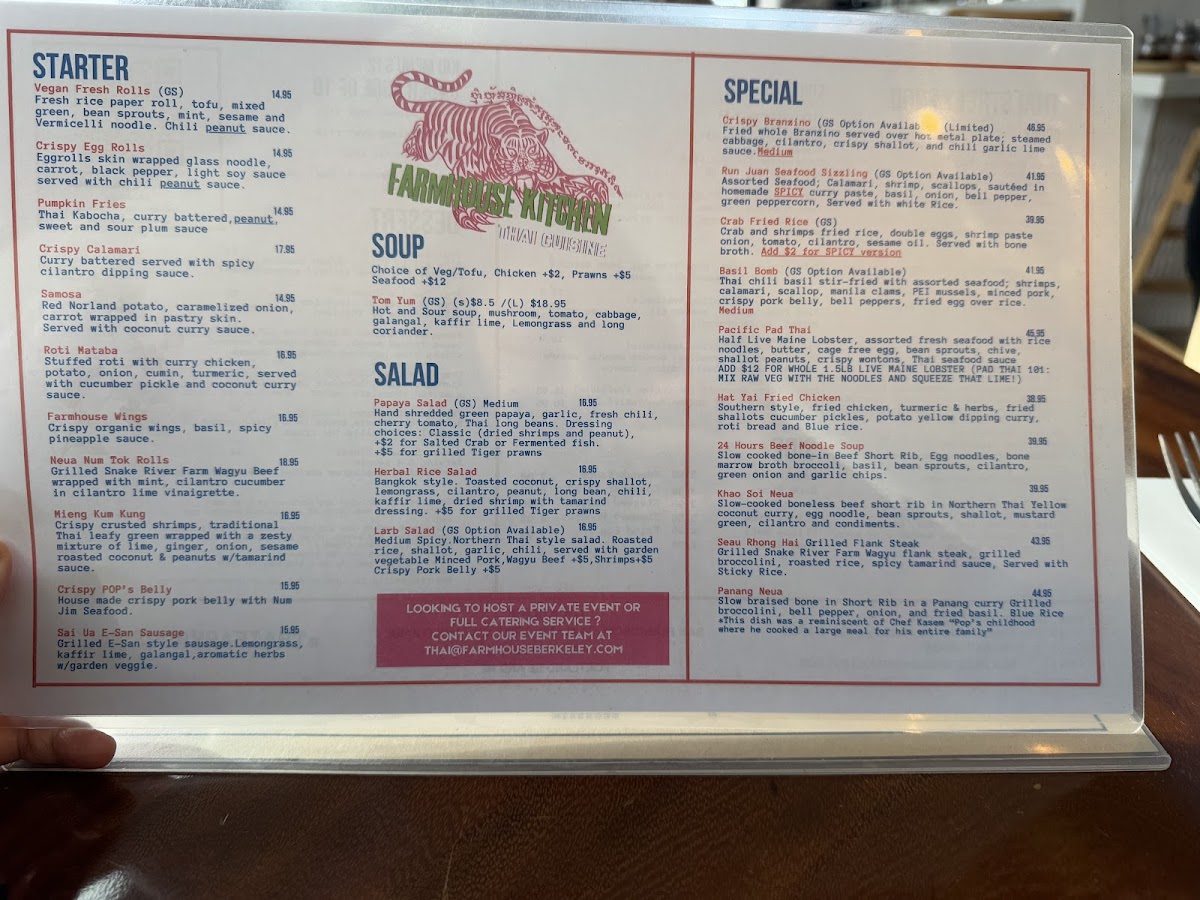 STARTER
Vegan Fresh Rolls (GS) 14.95
Fresh rice paper roll, tofu, mixed
green, bean sprouts, mint, sesame and
Vermicelli noodle. Chili peanut sauce.
Crispy Egg Rolls 14.95
Eggrolls skin wrapped glass noodle,
carrot, black pepper, light soy sauce
served with chili peanut sauce.
Pumpkin Fries 14.95
Thai Kabocha, curry battered,peanut,
sweet and sour plum sauce
Crispy Calamari 17.95
Curry battered served with spicy
cilantro dipping sauce.
Samosa 14.95
Red Norland potato, caramelized onion,
carrot wrapped in pastry skin.
Served with coconut curry sauce.
Roti Mataba 16.95
Stuffed roti with curry chicken,
potato, onion, cumin, turmeric, served
with cucumber pickle and coconut curry
sauce.
Farmhouse Wings 16.95
Crispy organic wings, basil, spicy
pineapple sauce.
Neua Num Tok Rolls 18.95
Grilled Snake River Farm Wagyu Beef
wrapped with mint, cilantro cucumber
in cilantro lime vinaigrette.
Mieng Kum Kung 16.95
Crispy crusted shrimps, traditional
Thai leafy green wrapped with a zesty
mixture of lime, ginger, onion, sesame
roasted coconut & peanuts w/tamarind
sauce.
Crispy POP's Belly 15.95
House made crispy pork belly with Num
Jim Seafood.
Sai Ua E-San Sausage 15.95
Grilled E-San style sausage.Lemongrass,
kaffir lime, galangal,aromatic herbs
w/garden veggie.
FARMHOUSE KITCHEN
THAI CUISINE
SOUP
Choice of Veg/Tofu, Chicken +$2, Prawns +$5
Seafood +$12
Tom Yum (GS) (s)$8.5 /(L) $18.95
Hot and Sour soup, mushroom, tomato, cabbage,
galangal, kaffir lime, Lemongrass and long
coriander.
SALAD
Papaya Salad (GS) Medium 16.95
Hand shredded green papaya, garlic, fresh chili,
cherry tomato, Thai long beans. Dressing
choices: Classic (dried shrimps and peanut),
+$2 for Salted Crab or Fermented fish.
+$5 for grilled Tiger prawns
Herbal Rice Salad 16.95
Bangkok style. Toasted coconut, crispy shallot,
lemongrass, cilantro, peanut, long bean, chili,
kaffir lime, dried shrimp with tamarind
dressing. +$5 for grilled Tiger prawns
Larb Salad (GS Option Available) 16.95
Medium Spicy.Northern Thai style salad. Roasted
rice, shallot, garlic, chili, served with garden
vegetable Minced Pork,Wagyu Beef +$5,Shrimps+$5
Crispy Pork Belly +$5
LOOKING TO HOST A PRIVATE EVENT OR
FULL CATERING SERVICE ?
CONTACT OUR EVENT TEAM AT
THAI@FARMHOUSEBERKELEY.COM
SPECIAL
Crispy Branzino (GS Option (Limited) 46.95
Fried whole Branzino served over hot metal plate; steamed
cabbage, cilantro, crispy shallot, and chili garlic lime
sauce.Medium
Run Juan Seafood Sizzling (GS Option Available) 41.95
Assorted Seafood; Calamari, shrimp, scallops, sautéed in
homemade SPICY curry paste, basil, onion, bell pepper,
green peppercorn, Served with white Rice.
Crab Fried Rice (GS) 39.95
Crab and shrimps fried rice, double eggs, shrimp paste
onion, tomato, cilantro, sesame oil. Served with bone
broth. Add $2 for SPICY version
Basil Bomb (GS Option Available) 41.95
Thai chili basil stir-fried with assorted seafood; shrimps,
calamari, scallop, manila clams, PEI mussels, minced pork,
crispy pork belly, bell peppers, fried egg over rice.
Medium
Pacific Pad Thai 45.95
Half Live Maine Lobster, assorted fresh seafood with rice
noodles, butter, cage free egg, bean sprouts, chive,
shallot peanuts, crispy wontons, Thai seafood sauce
ADD $12 FOR WHOLE 1.5LB LIVE MAINE LOBSTER (PAD THAI 101:
MIX RAW VEG WITH THE NOODLES AND SQUEEZE THAT LIME!)
Hat Yai Fried Chicken 38.95
Southern style, fried chicken, turmeric & herbs, fried
shallots cucumber pickles, potato yellow dipping curry,
roti bread and Blue rice.
24 Hours Beef Noodle Soup 39.95
Slow cooked bone-in Beef Short Rib, Egg noodles, bone
marrow broth broccoli, basil, bean sprouts, cilantro,
green onion and garlic chips.
Khao Soi Neua 39.95
Slow-cooked boneless beef short rib in Northern Thai Yellow
coconut curry, egg noodle, bean sprouts, shallot, mustard
green, cilantro and condiments.
Seau Rhong Hai Grilled Flank Steak 43.95
Grilled Snake River Farm Wagyu flank steak, grilled
broccolini, roasted rice, spicy tamarind sauce, Served with
Sticky Rice.
Panang Neua 44.95
Slow braised bone in Short Rib in a Panang curry Grilled
broccolini, bell pepper, onion, and fried basil. Blue Rice
*This dish was a reminiscent of Chef Kasem "Pop's childhood
where he cooked a large meal for his entire family"